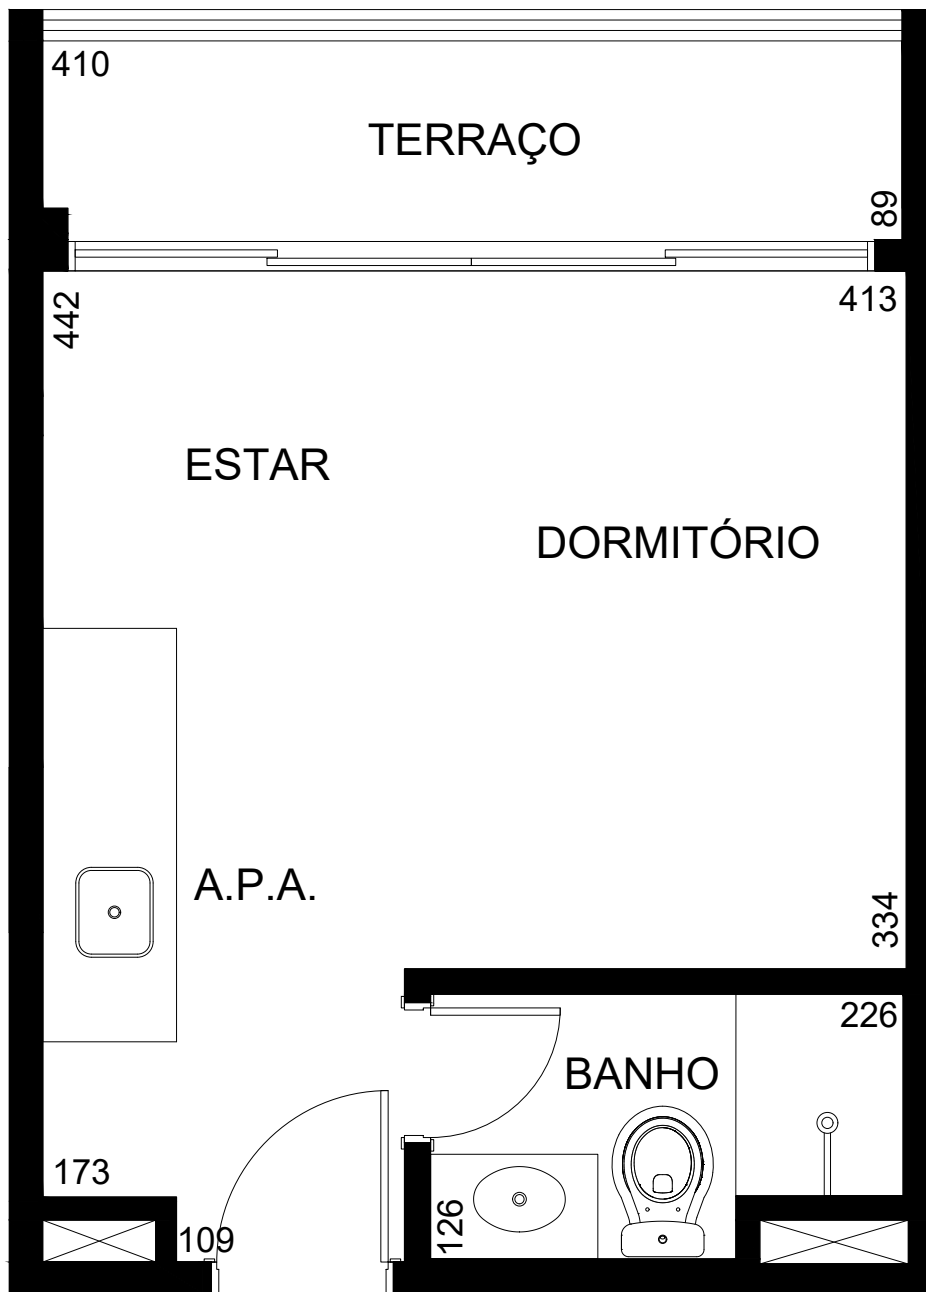 410
TERRAÇO
89
442
413
ESTAR
DORMITÓRIO
A.P.A.
334
226
BANHO
173
109
126